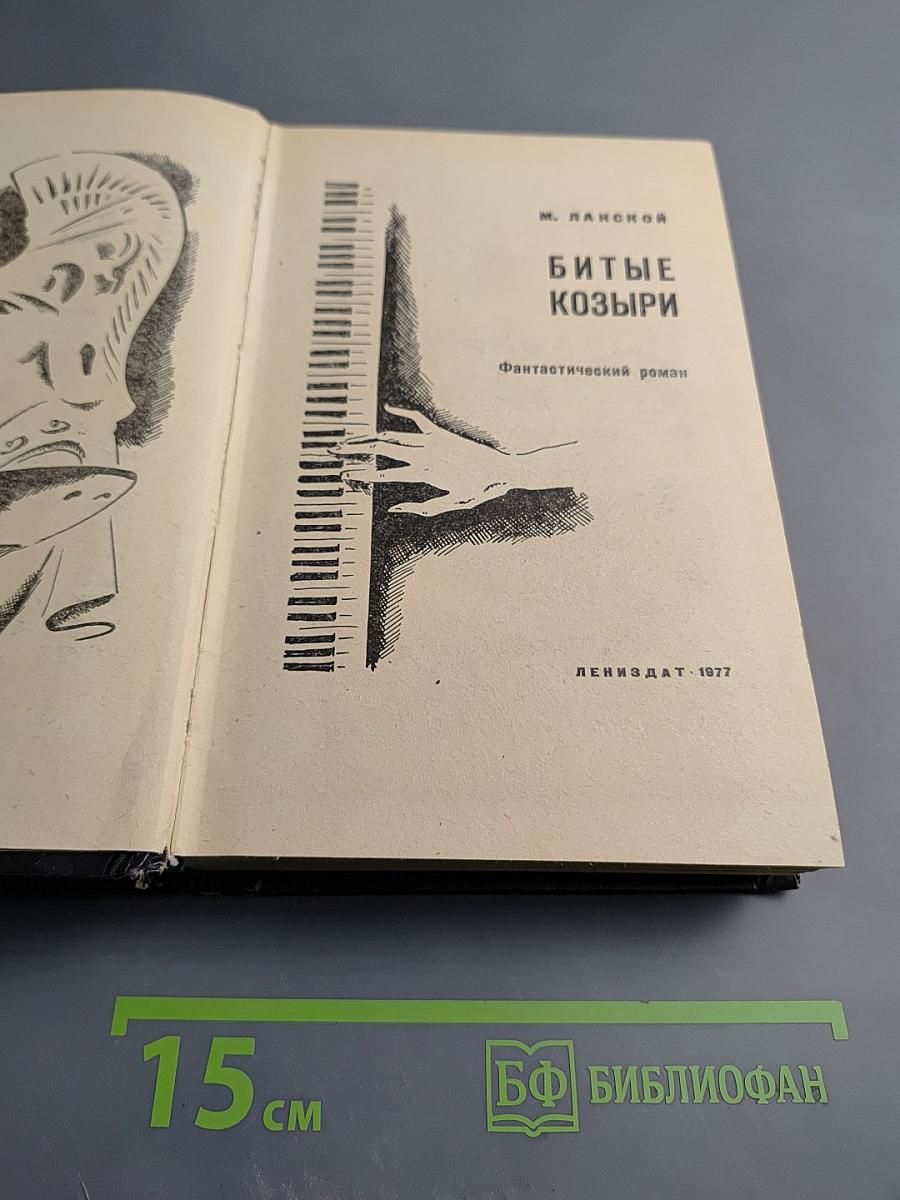 М. ЛАНСКОЙ
БИТЫЕ
КОЗЫРИ
Фантастический роман
ЛЕНИЗДАТ · 1977
15 см
БФ БИБЛИОФАН